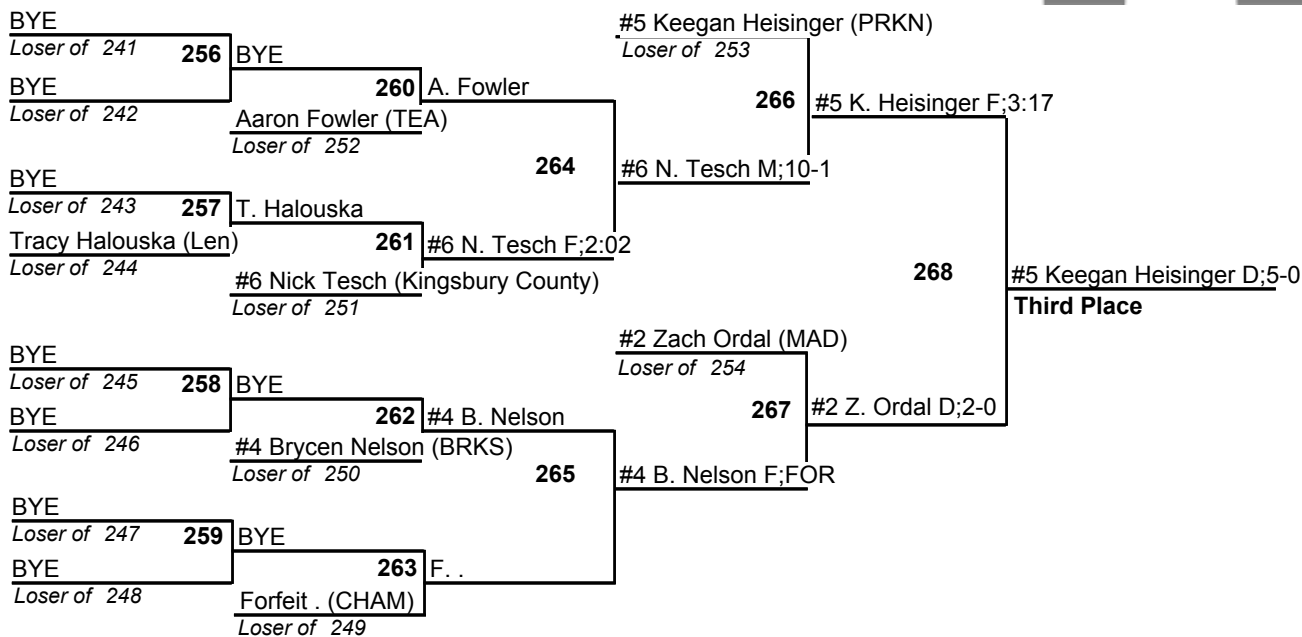 BYE
Loser of 241
256
BYE
BYE
Loser of 242
260
A. Fowler
Aaron Fowler (TEA)
Loser of 252
BYE
Loser of 243
257
T. Halouska
Tracy Halouska (Len)
Loser of 244
261
#6 N. Tesch F;2:02
#6 Nick Tesch (Kingsbury County)
Loser of 251
264
#6 N. Tesch M;10-1
#5 Keegan Heisinger (PRKN)
Loser of 253
266
#5 K. Heisinger F;3:17
BYE
Loser of 245
258
BYE
BYE
Loser of 246
262
#4 B. Nelson
#4 Brycen Nelson (BRKS)
Loser of 250
BYE
Loser of 247
259
BYE
BYE
Loser of 248
263
F. .
Forfeit . (CHAM)
Loser of 249
265
#4 B. Nelson F;FOR
#2 Zach Ordal (MAD)
Loser of 254
267
#2 Z. Ordal D;2-0
268
#5 Keegan Heisinger D;5-0
Third Place